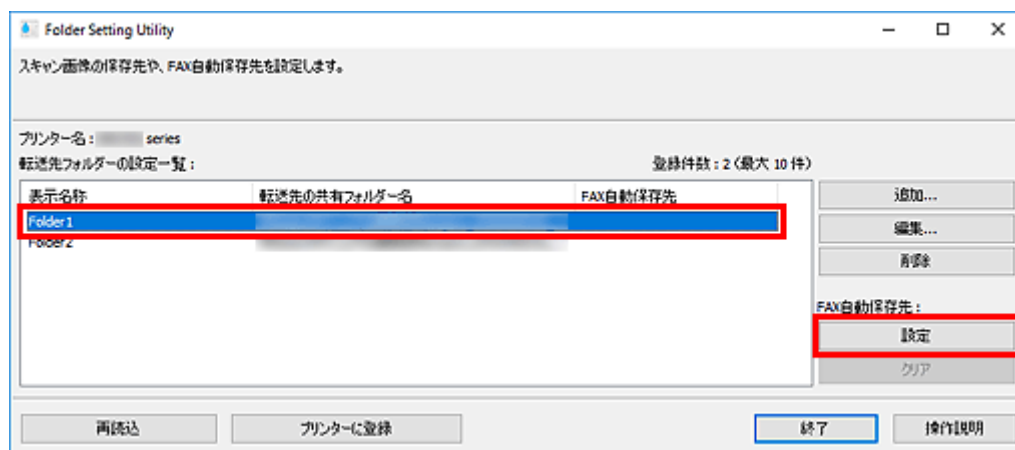 Folder Setting Utility
スキャン画像の保存先や、FAX自動保存先を設定します。
プリンター名: series
転送先フォルダーの設定一覧: 登録件数:2(最大 10 件)
表示名称 転送先の共有フォルダー名 FAX自動保存先
Folder1
Folder2
追加...
編集...
削除
FAX自動保存先:
設定
クリア
再読込 プリンターに登録 終了 操作説明